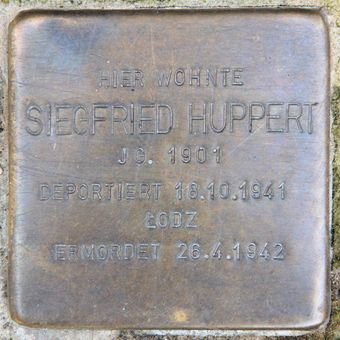 HIER WOHNTE
SIEGFRIED HUPPERT
JG. 1901
DEPORTIERT 18.10.1941
ŁODZ
ERMORDET 26.4.1942